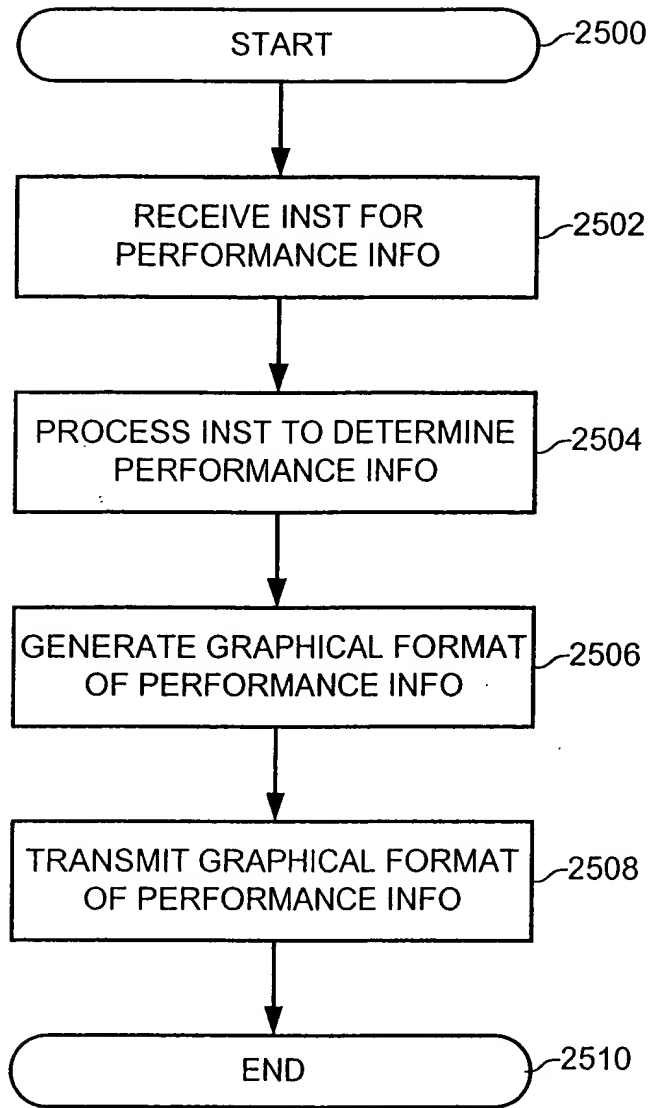 START
2500
RECEIVE INST FOR
PERFORMANCE INFO
2502
PROCESS INST TO DETERMINE
PERFORMANCE INFO
2504
GENERATE GRAPHICAL FORMAT
OF PERFORMANCE INFO
2506
TRANSMIT GRAPHICAL FORMAT
OF PERFORMANCE INFO
2508
END
2510